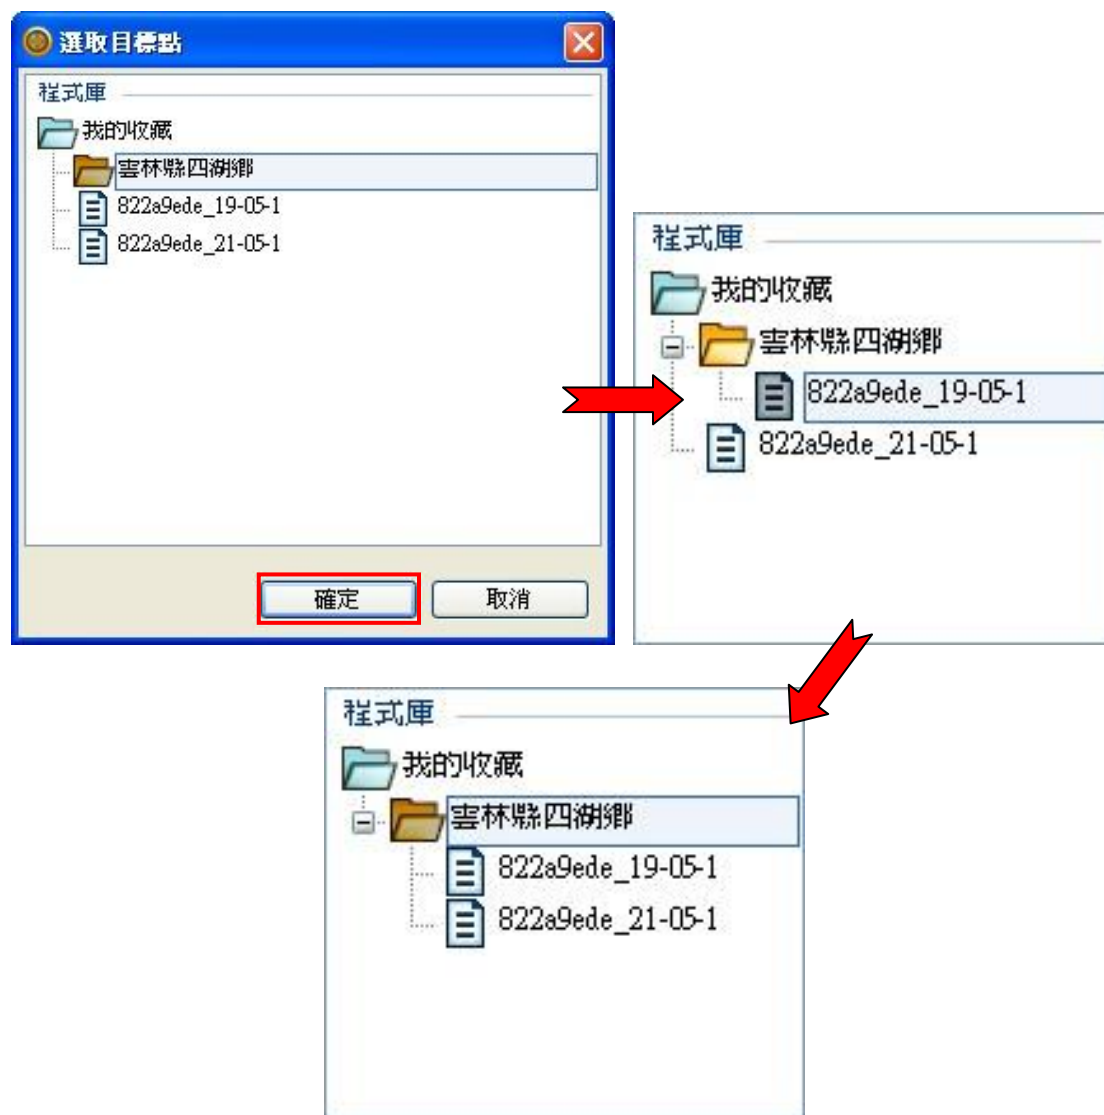 選取目標點
程式庫
我的收藏
雲林縣四湖鄉
822a9ede_19-05-1
822a9ede_21-05-1
確定
取消
程式庫
我的收藏
雲林縣四湖鄉
822a9ede_19-05-1
822a9ede_21-05-1
程式庫
我的收藏
雲林縣四湖鄉
822a9ede_19-05-1
822a9ede_21-05-1